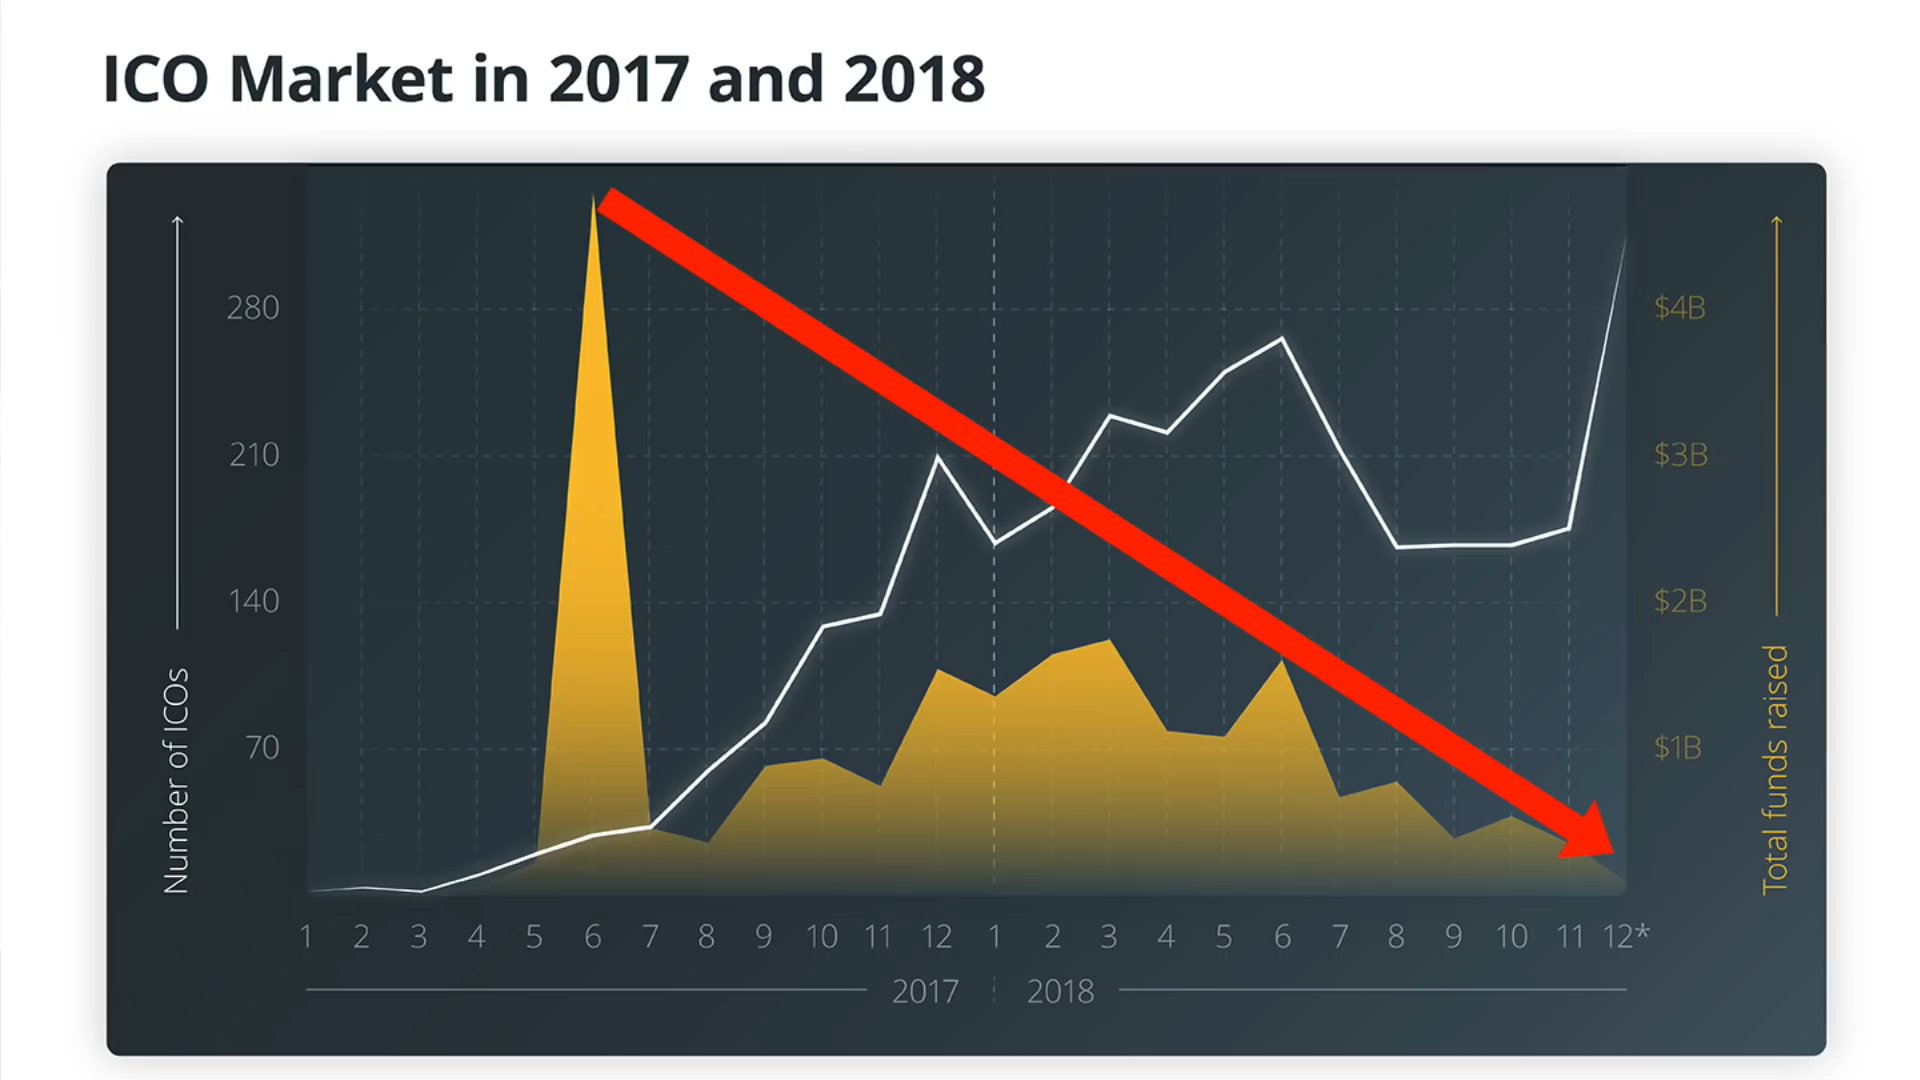 ICO Market in 2017 and 2018
Number of ICOs
280
210
140
70
$4B
$3B
$2B
$1B
Total funds raised
1 2 3 4 5 6 7 8 9 10 11 12 1 2 3 4 5 6 7 8 9 10 11 12*
2017 2018